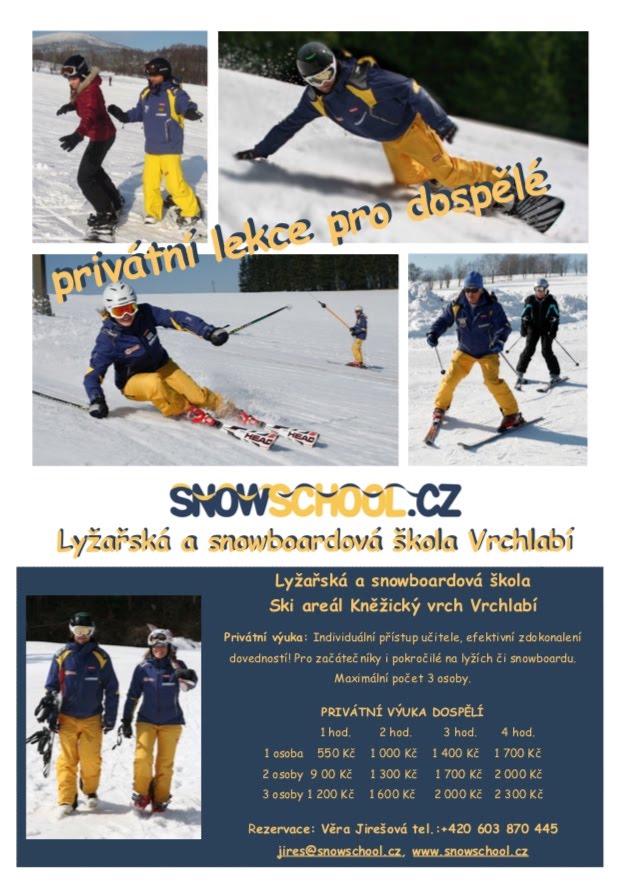 privátní lekce pro dospělé
HEAD HEAD
SNOWSCHOOL.CZ
Lyžařská a snowboardová škola Vrchlabí
Lyžařská a snowboardová škola
Ski areál Kněžický vrch Vrchlabí
Privátní výuka: Individuální přístup učitele, efektivní zdokonalení
dovedností! Pro začátečníky i pokročilé na lyžích či snowboardu.
Maximální počet 3 osoby.
PRIVÁTNÍ VÝUKA DOSPĚLÍ
1 hod. 2 hod. 3 hod. 4 hod.
1 osoba 550 Kč 1 000 Kč 1 400 Kč 1 700 Kč
2 osoby 9 00 Kč 1 300 Kč 1 700 Kč 2 000 Kč
3 osoby 1 200 Kč 1 600 Kč 2 000 Kč 2 300 Kč
Rezervace: Věra Jirešová tel.:+420 603 870 445
jires@snowschool.cz, www.snowschool.cz